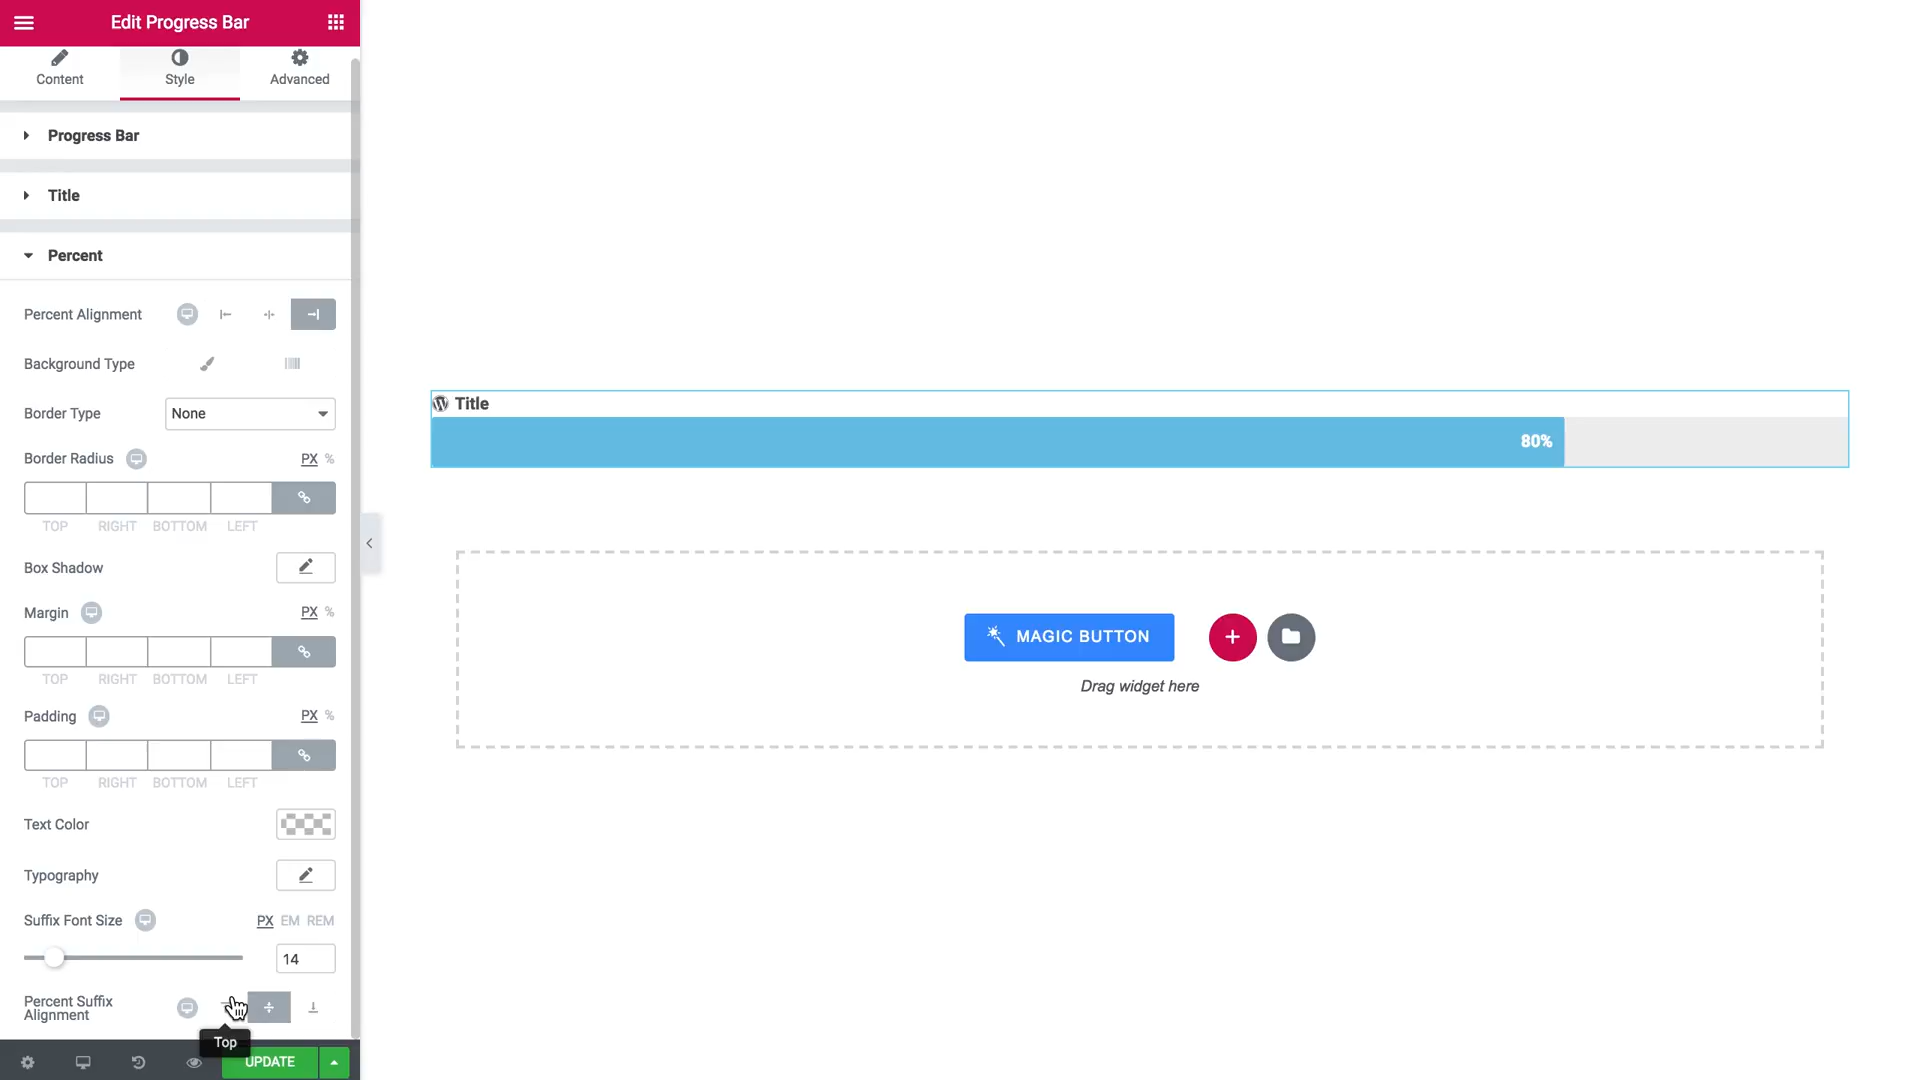 Edit Progress Bar
Content
Style
Advanced
Progress Bar
Title
Percent
Percent Alignment
Background Type
Border Type
None
Border Radius
PX %
TOP RIGHT BOTTOM LEFT
Box Shadow
Margin
PX %
TOP RIGHT BOTTOM LEFT
Padding
PX %
TOP RIGHT BOTTOM LEFT
Text Color
Typography
Suffix Font Size
PX EM REM
14
Percent Suffix
Alignment
Top
UPDATE
Title
80%
MAGIC BUTTON
Drag widget here